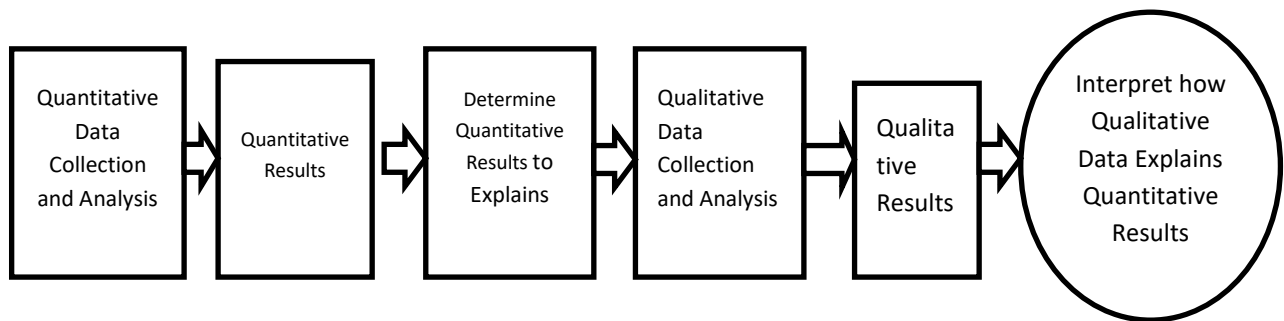 Quantitative
Data
Collection
and Analysis
Quantitative
Results
Determine
Quantitative
Results to
Explains
Qualitative
Data
Collection
and Analysis
Qualita
tive
Results
Interpret how
Qualitative
Data Explains
Quantitative
Results